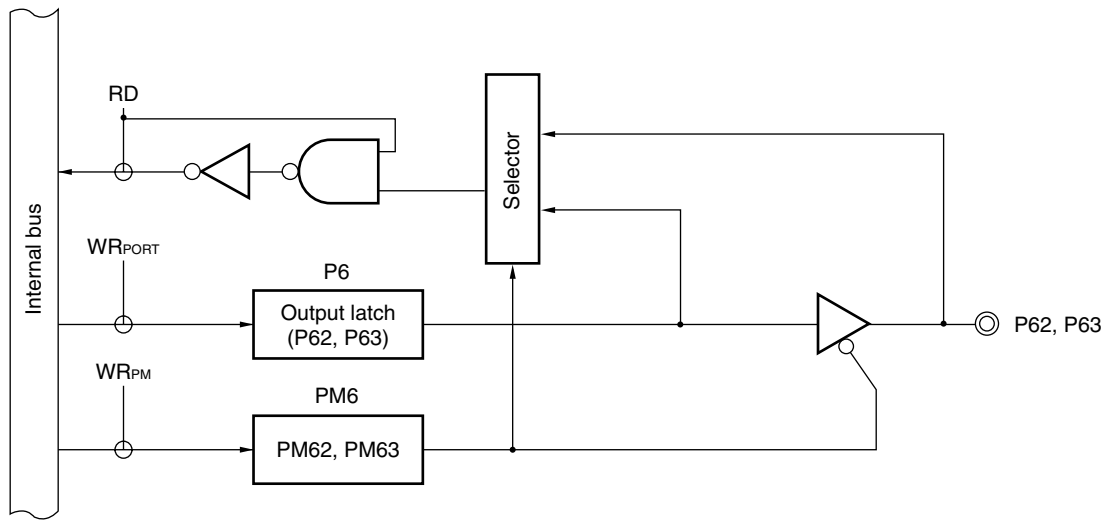 RD
Selector
Internal bus
WRPORT
P6
Output latch
(P62, P63)
P62, P63
WRPM
PM6
PM62, PM63